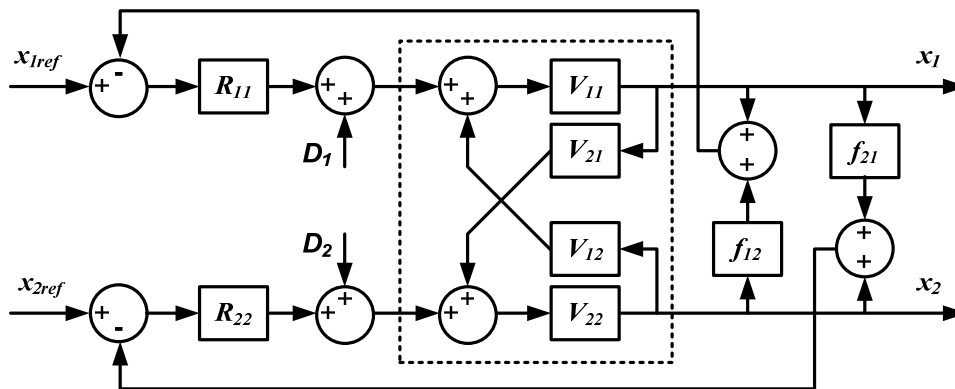 x1ref
-
+
R11
+
+
D1
+
+
V11
V21
x1
+
+
f21
f12
+
+
V12
D2
x2ref
+
-
R22
+
+
+
+
V22
x2